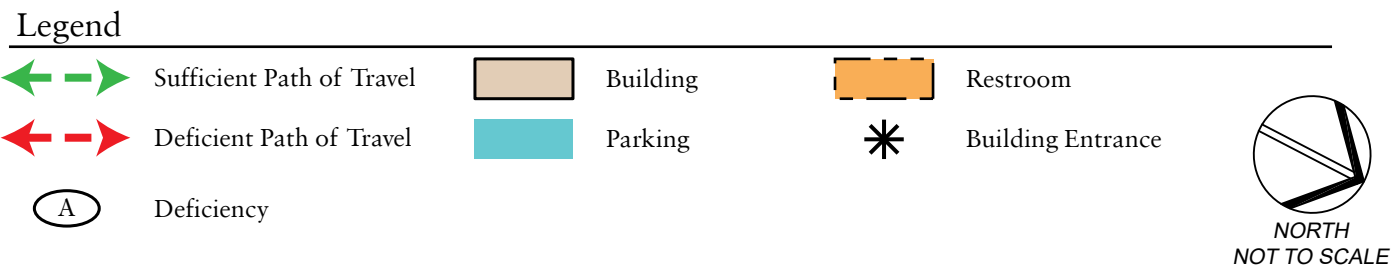 Legend
Sufficient Path of Travel
Building
Restroom
Deficient Path of Travel
Parking
Building Entrance
A
Deficiency
NORTH
NOT TO SCALE